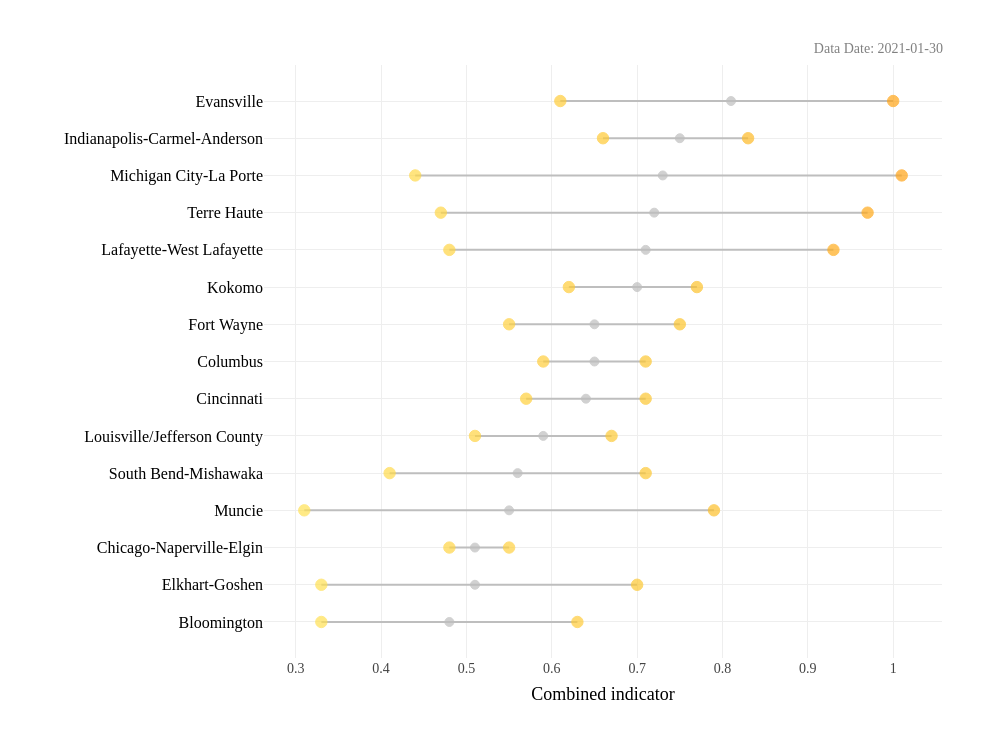 Data Date: 2021-01-30
Evansville
Indianapolis-Carmel-Anderson
Michigan City-La Porte
Terre Haute
Lafayette-West Lafayette
Kokomo
Fort Wayne
Columbus
Cincinnati
Louisville/Jefferson County
South Bend-Mishawaka
Muncie
Chicago-Naperville-Elgin
Elkhart-Goshen
Bloomington
0.3 0.4 0.5 0.6 0.7 0.8 0.9 1
Combined indicator